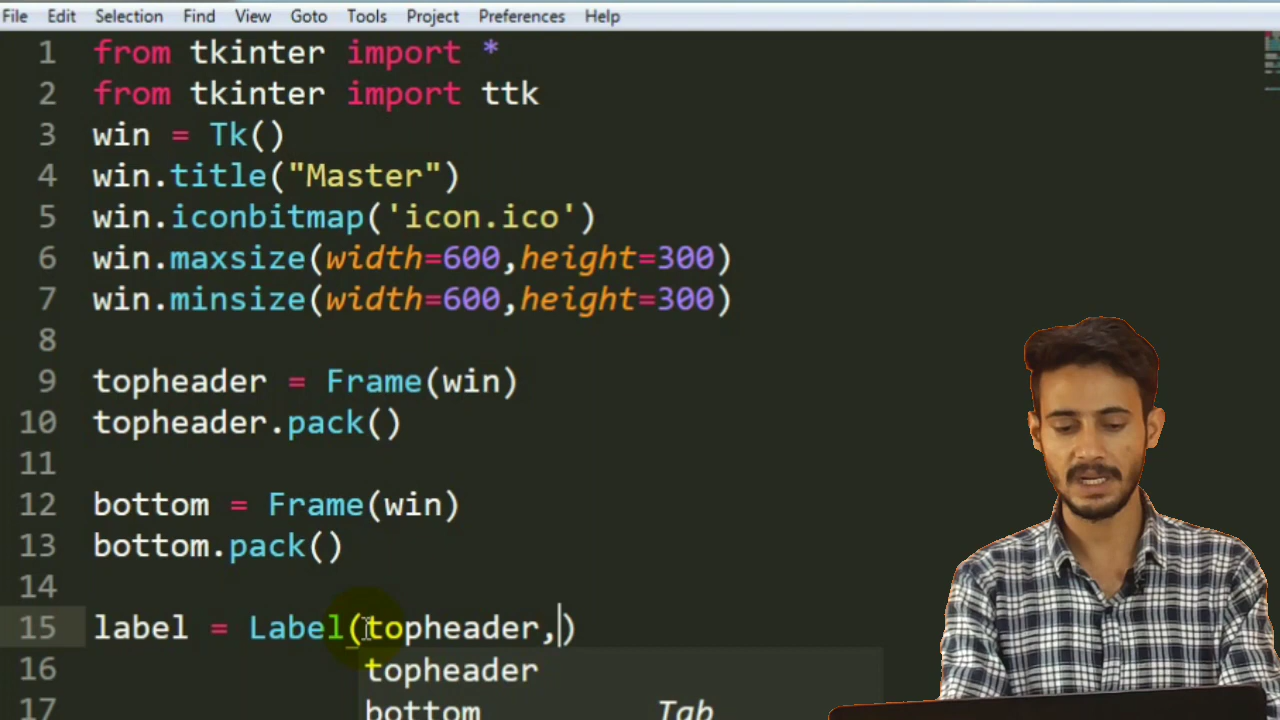 File Edit Selection Find View Goto Tools Project Preferences Help
1 from tkinter import *
2 from tkinter import ttk
3 win = Tk()
4 win.title("Master")
5 win.iconbitmap('icon.ico')
6 win.maxsize(width=600,height=300)
7 win.minsize(width=600,height=300)
8
9 topheader = Frame(win)
10 topheader.pack()
11
12 bottom = Frame(win)
13 bottom.pack()
14
15 label = Label(topheader,)
16 topheader
17 bottom Tab